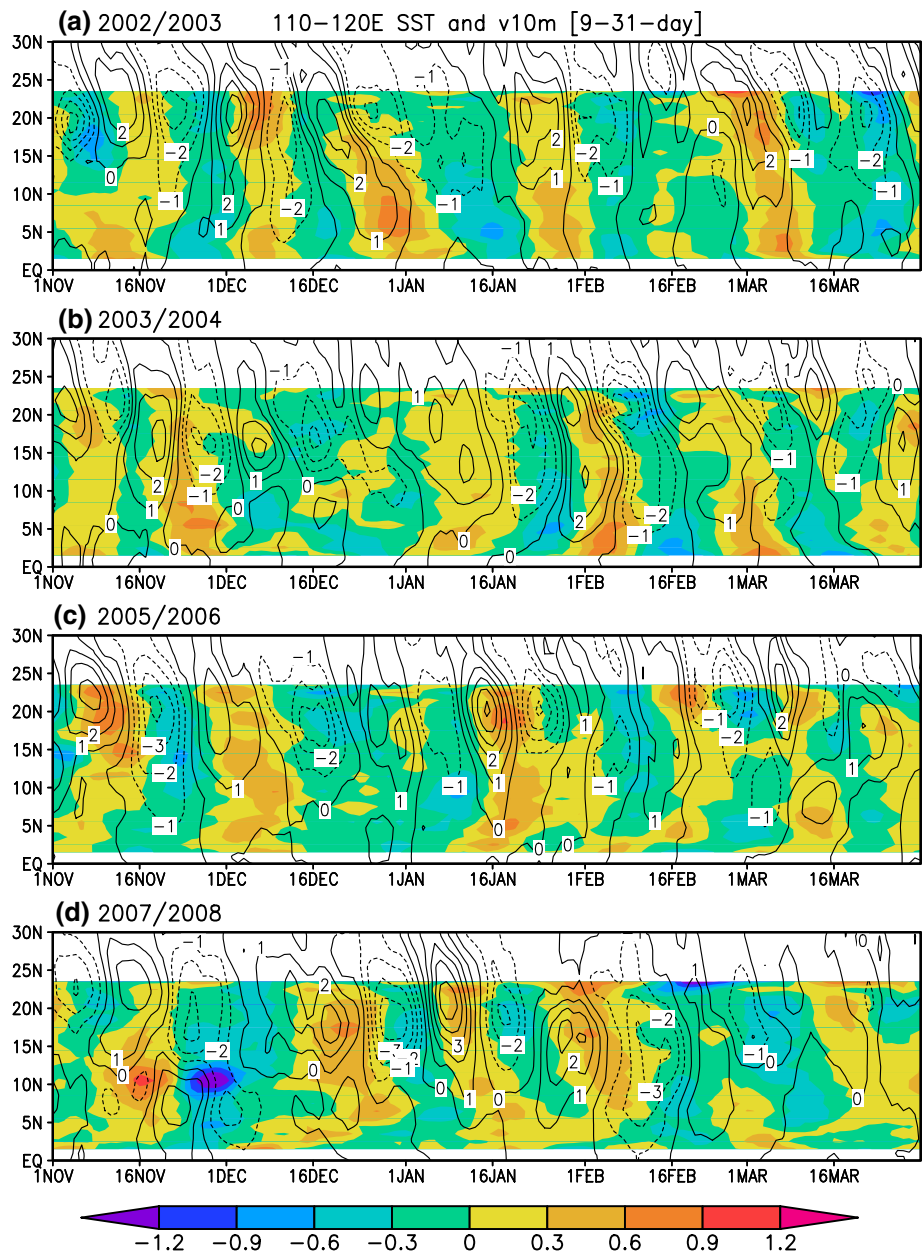 (a) 2002/2003 110-120E SST and v10m [9-31-day]
30N
25N
20N
15N
10N
5N
EQ
1NOV 16NOV 1DEC 16DEC 1JAN 16JAN 1FEB 16FEB 1MAR 16MAR
(b) 2003/2004
30N
25N
20N
15N
10N
5N
EQ
1NOV 16NOV 1DEC 16DEC 1JAN 16JAN 1FEB 16FEB 1MAR 16MAR
(c) 2005/2006
30N
25N
20N
15N
10N
5N
EQ
1NOV 16NOV 1DEC 16DEC 1JAN 16JAN 1FEB 16FEB 1MAR 16MAR
(d) 2007/2008
30N
25N
20N
15N
10N
5N
EQ
1NOV 16NOV 1DEC 16DEC 1JAN 16JAN 1FEB 16FEB 1MAR 16MAR
-1.2 -0.9 -0.6 -0.3 0 0.3 0.6 0.9 1.2